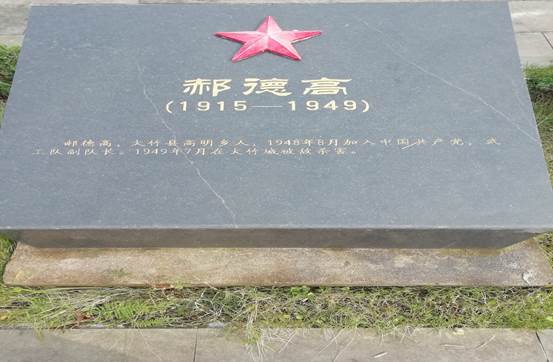 郝德高
(1915—1949)
郝德高，大竹县高明乡人，1948年8月加入中国共产党，武
工队副队长。1949年7月在大竹城被敌杀害。